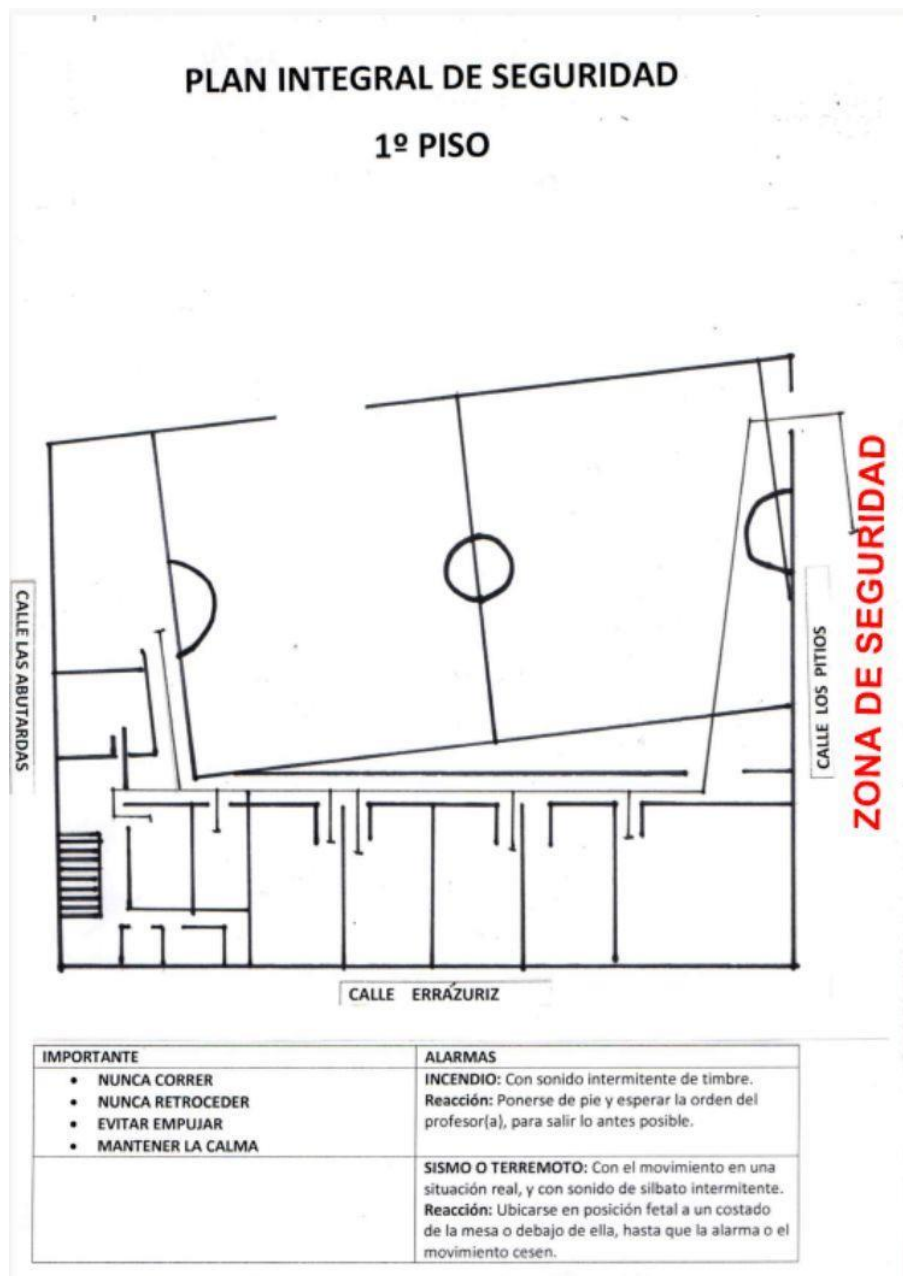 PLAN INTEGRAL DE SEGURIDAD
1º PISO
CALLE LAS ABUTARDAS
CALLE LOS PITIOS
ZONA DE SEGURIDAD
CALLE ERRÁZURIZ
IMPORTANTE
• NUNCA CORRER
• NUNCA RETROCEDER
• EVITAR EMPUJAR
• MANTENER LA CALMA
ALARMAS
INCENDIO: Con sonido intermitente de timbre.
Reacción: Ponerse de pie y esperar la orden del
profesor(a), para salir lo antes posible.
SISMO O TERREMOTO: Con el movimiento en una
situación real, y con sonido de silbato intermitente.
Reacción: Ubicarse en posición fetal a un costado
de la mesa o debajo de ella, hasta que la alarma o el
movimiento cesen.